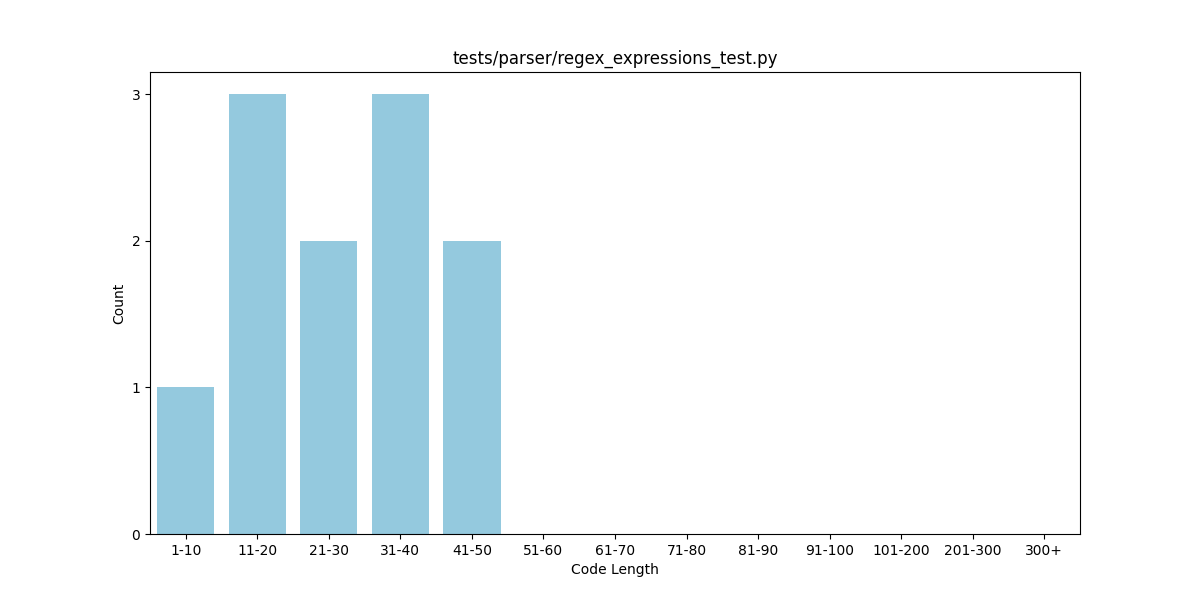 tests/parser/regex_expressions_test.py
3
2
1
0
Count
1-10 11-20 21-30 31-40 41-50 51-60 61-70 71-80 81-90 91-100 101-200 201-300 300+
Code Length